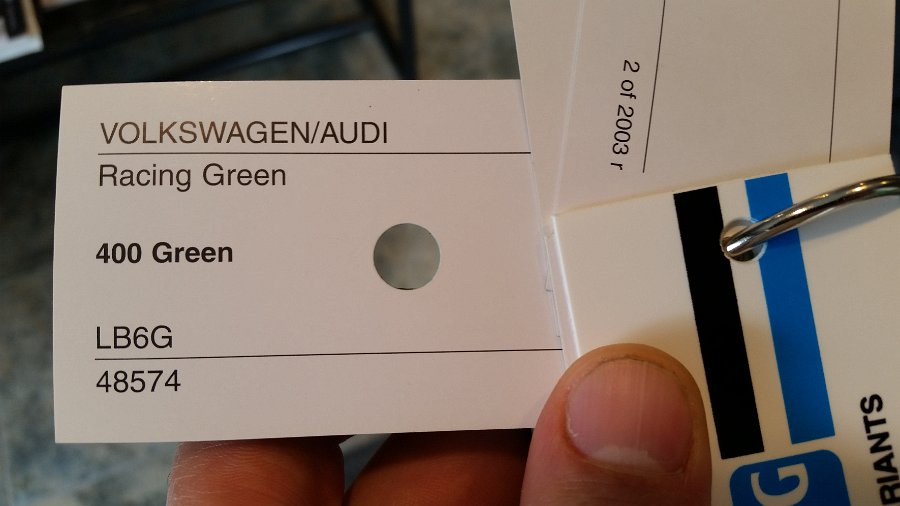 VOLKSWAGEN/AUDI
Racing Green
400 Green
LB6G
48574
2 of 2003 r
G
RIANTS